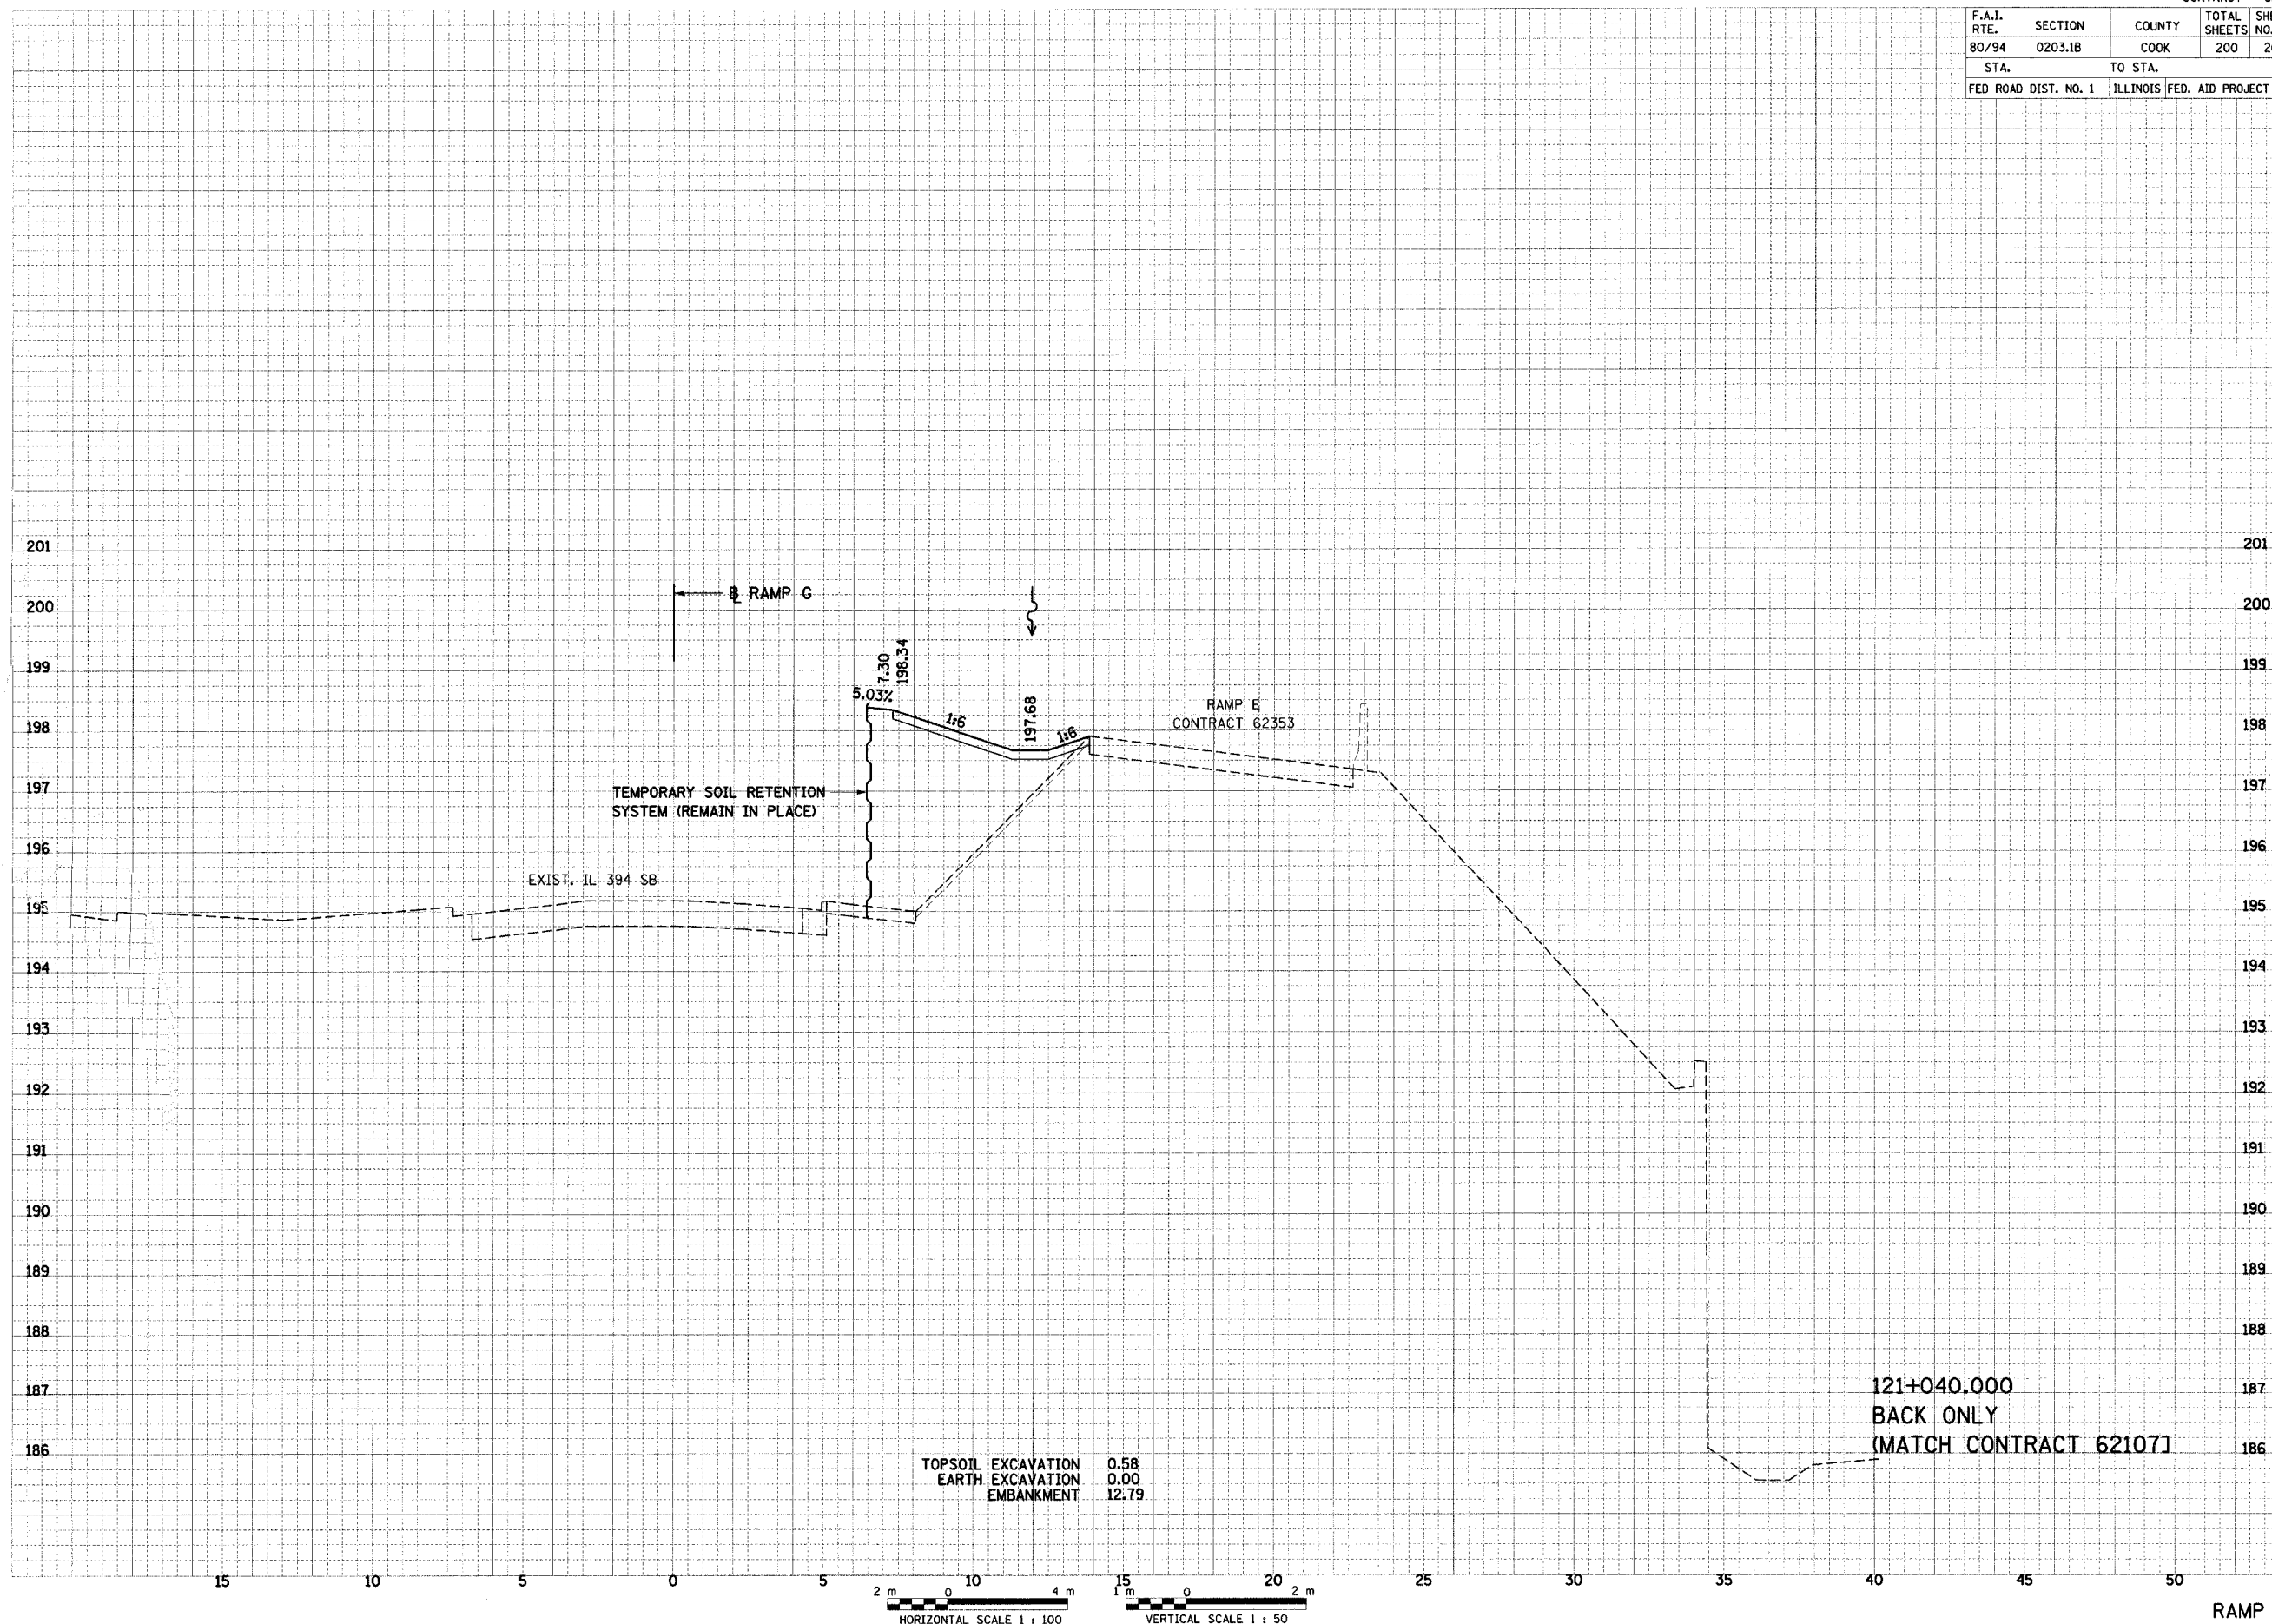 F.A.I. RTE. SECTION COUNTY TOTAL SHEETS
80/94 0203.1B COOK 200
STA. TO STA.
FED ROAD DIST. NO. 1 ILLINOIS FED. AID PROJECT
201 201
200 200
199 199
198 198
197 197
196 196
195 195
194 194
193 193
192 192
191 191
190 190
189 189
188 188
187 187
186 186
℄ RAMP G
7.30
198.34
5.03%
1:6
197.68
1:6
RAMP E
CONTRACT 62353
TEMPORARY SOIL RETENTION
SYSTEM (REMAIN IN PLACE)
EXIST. IL 394 SB
121+040.000
BACK ONLY
(MATCH CONTRACT 62107]
TOPSOIL EXCAVATION 0.58
EARTH EXCAVATION 0.00
EMBANKMENT 12.79
15 10 5 0 5 10 15 20 25 30 35 40 45 50
2 m 0 4 m
HORIZONTAL SCALE 1 : 100
1 m 0 2 m
VERTICAL SCALE 1 : 50
RAMP